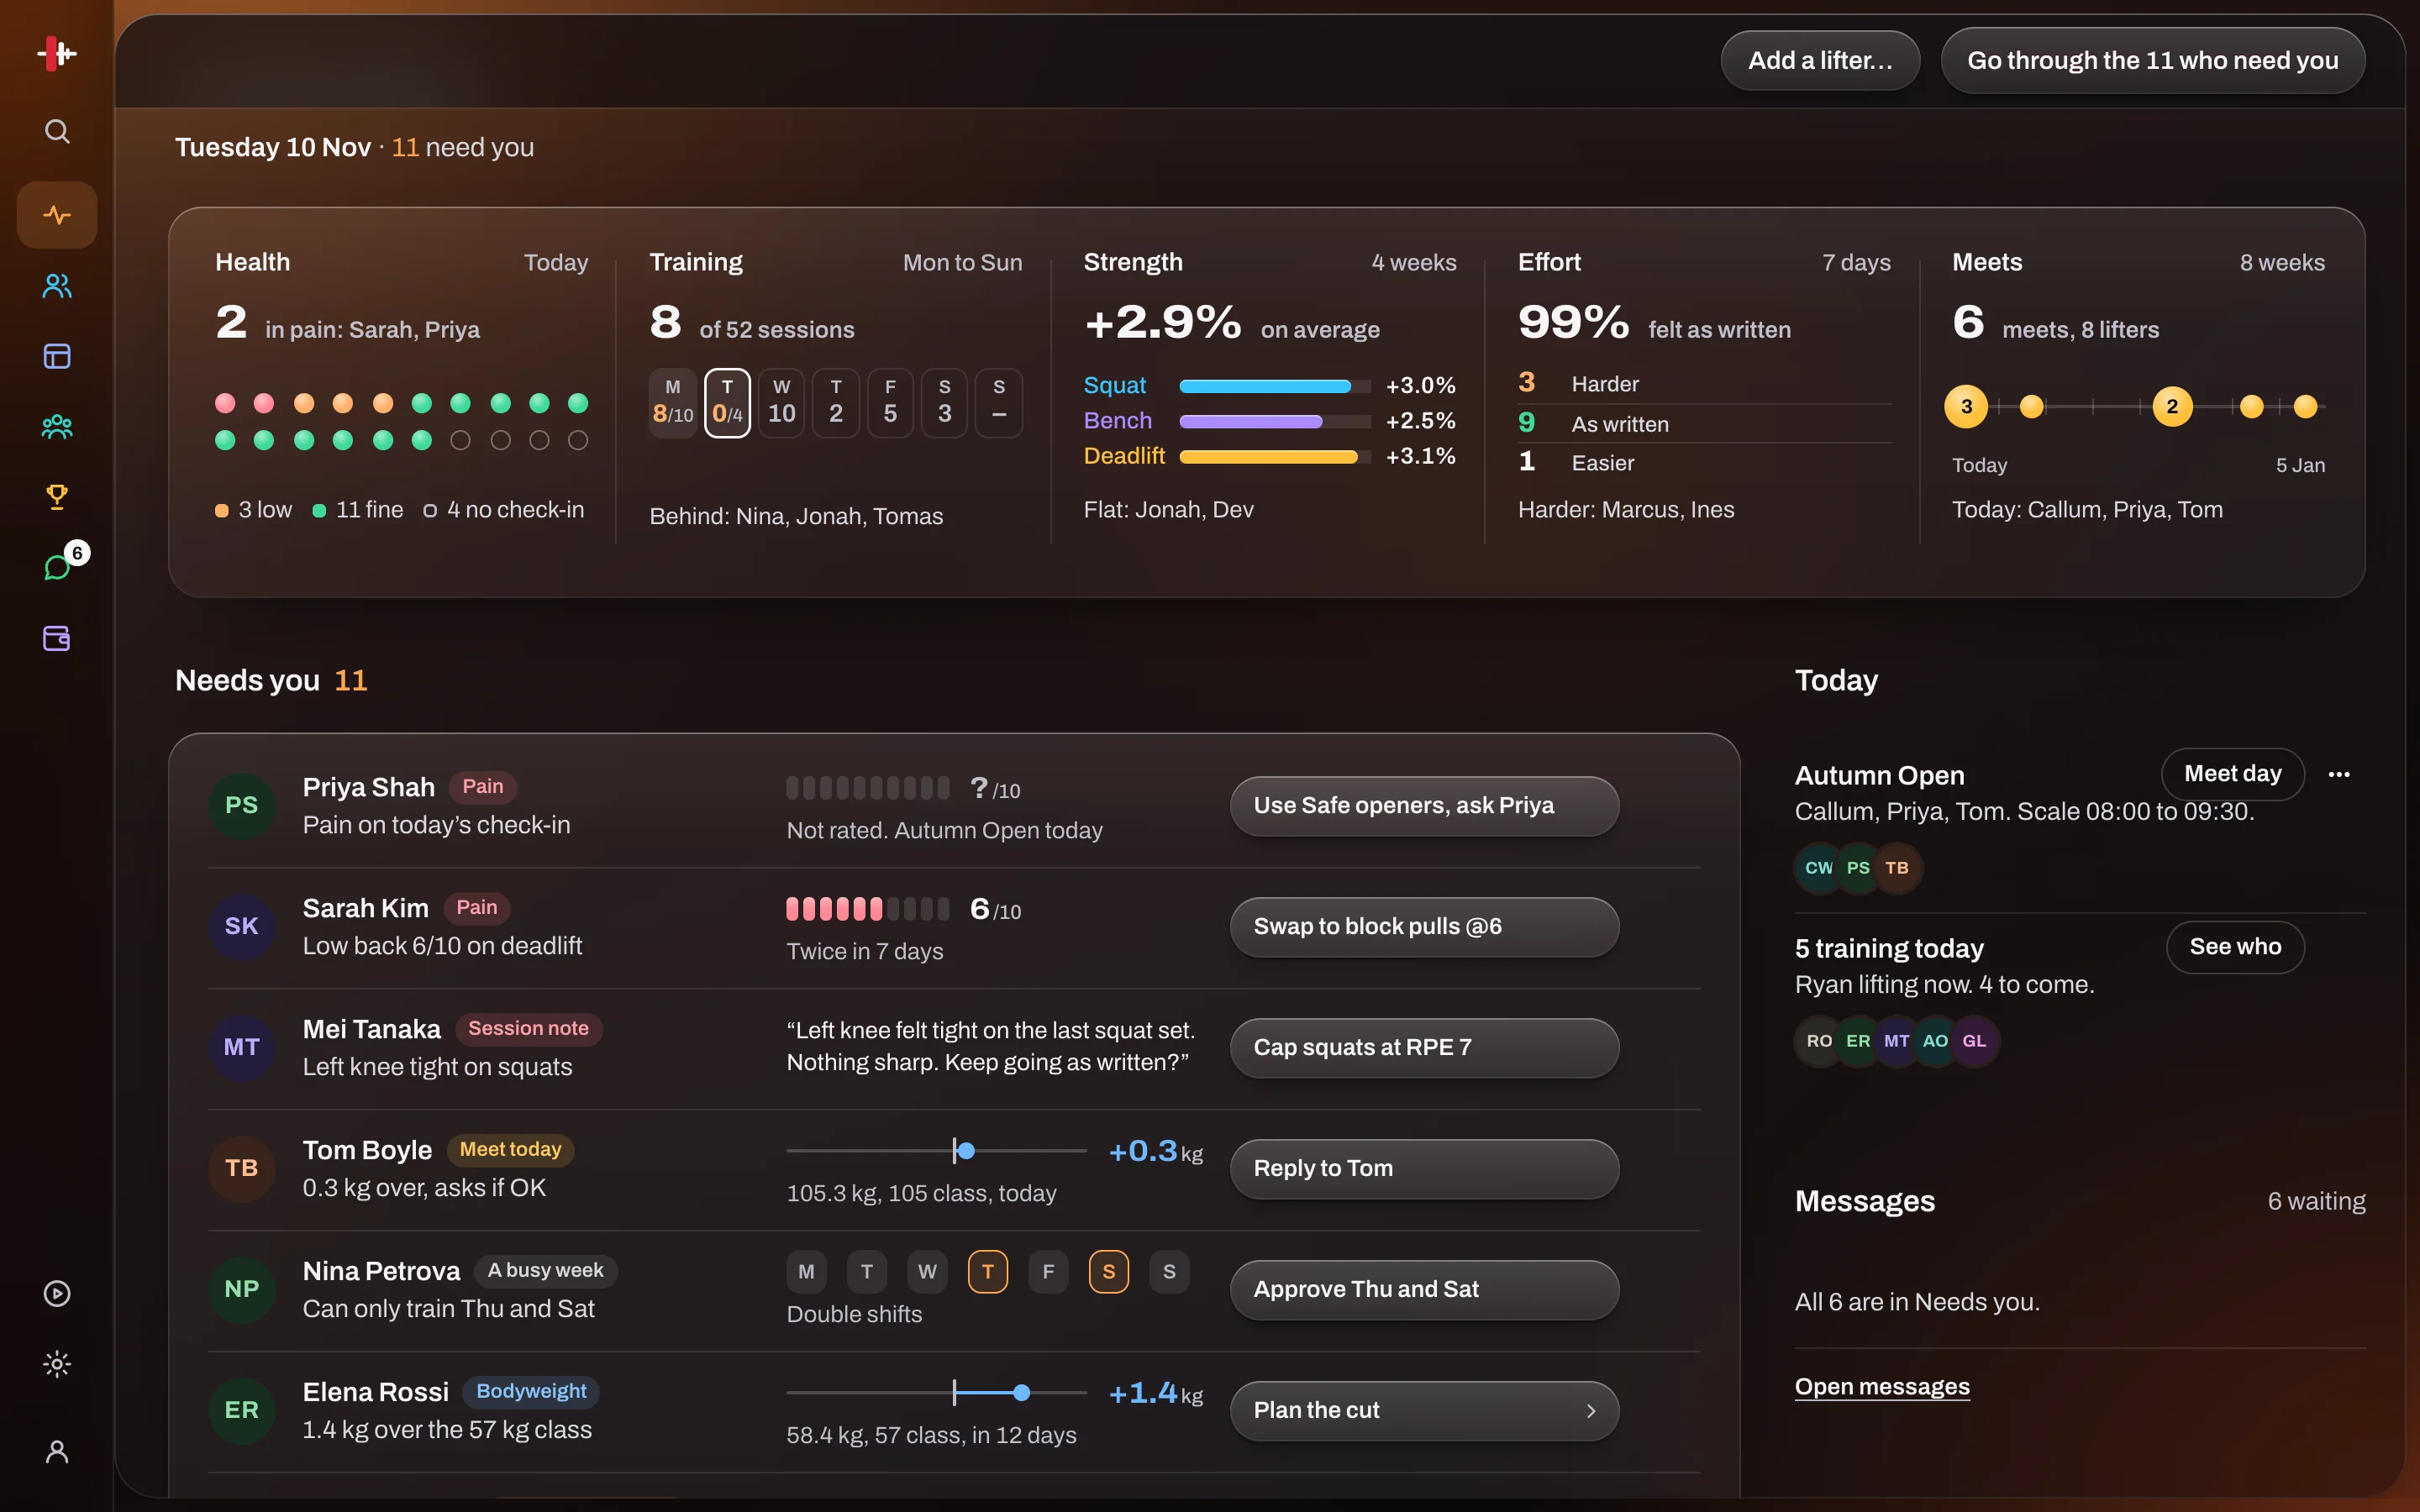 Add a lifter…
Go through the 11 who need you
Tuesday 10 Nov · 11 need you
Health Today
2 in pain: Sarah, Priya
3 low 11 fine 4 no check-in
Training Mon to Sun
8 of 52 sessions
M T W T F S S
8/10 0/4 10 2 5 3 –
Behind: Nina, Jonah, Tomas
Strength 4 weeks
+2.9% on average
Squat +3.0%
Bench +2.5%
Deadlift +3.1%
Flat: Jonah, Dev
Effort 7 days
99% felt as written
3 Harder
9 As written
1 Easier
Harder: Marcus, Ines
Meets 8 weeks
6 meets, 8 lifters
3 2
Today 5 Jan
Today: Callum, Priya, Tom
6
Needs you 11
PS
Priya Shah Pain
Pain on today’s check-in
? /10
Not rated. Autumn Open today
Use Safe openers, ask Priya
SK
Sarah Kim Pain
Low back 6/10 on deadlift
6 /10
Twice in 7 days
Swap to block pulls @6
MT
Mei Tanaka Session note
Left knee tight on squats
“Left knee felt tight on the last squat set.
Nothing sharp. Keep going as written?”
Cap squats at RPE 7
TB
Tom Boyle Meet today
0.3 kg over, asks if OK
+0.3 kg
105.3 kg, 105 class, today
Reply to Tom
NP
Nina Petrova A busy week
Can only train Thu and Sat
M T W T F S S
Double shifts
Approve Thu and Sat
ER
Elena Rossi Bodyweight
1.4 kg over the 57 kg class
+1.4 kg
58.4 kg, 57 class, in 12 days
Plan the cut
Today
Autumn Open Meet day
Callum, Priya, Tom. Scale 08:00 to 09:30.
CW PS TB
5 training today See who
Ryan lifting now. 4 to come.
RO ER MT AO GL
Messages 6 waiting
All 6 are in Needs you.
Open messages